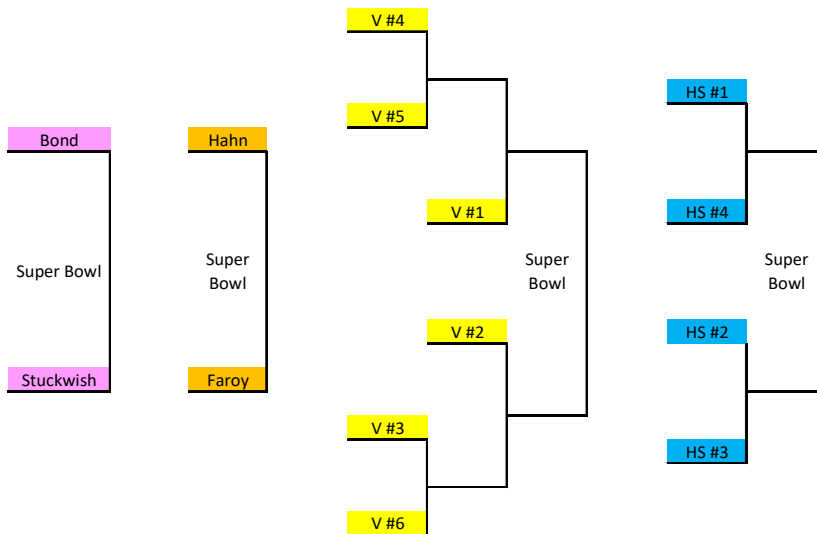 V #4
HS #1
V #5
Bond
Hahn
V #1
HS #4
Super Bowl
Super
Bowl
Super
Bowl
Super
Bowl
V #2
HS #2
Stuckwish
Faroy
V #3
HS #3
V #6